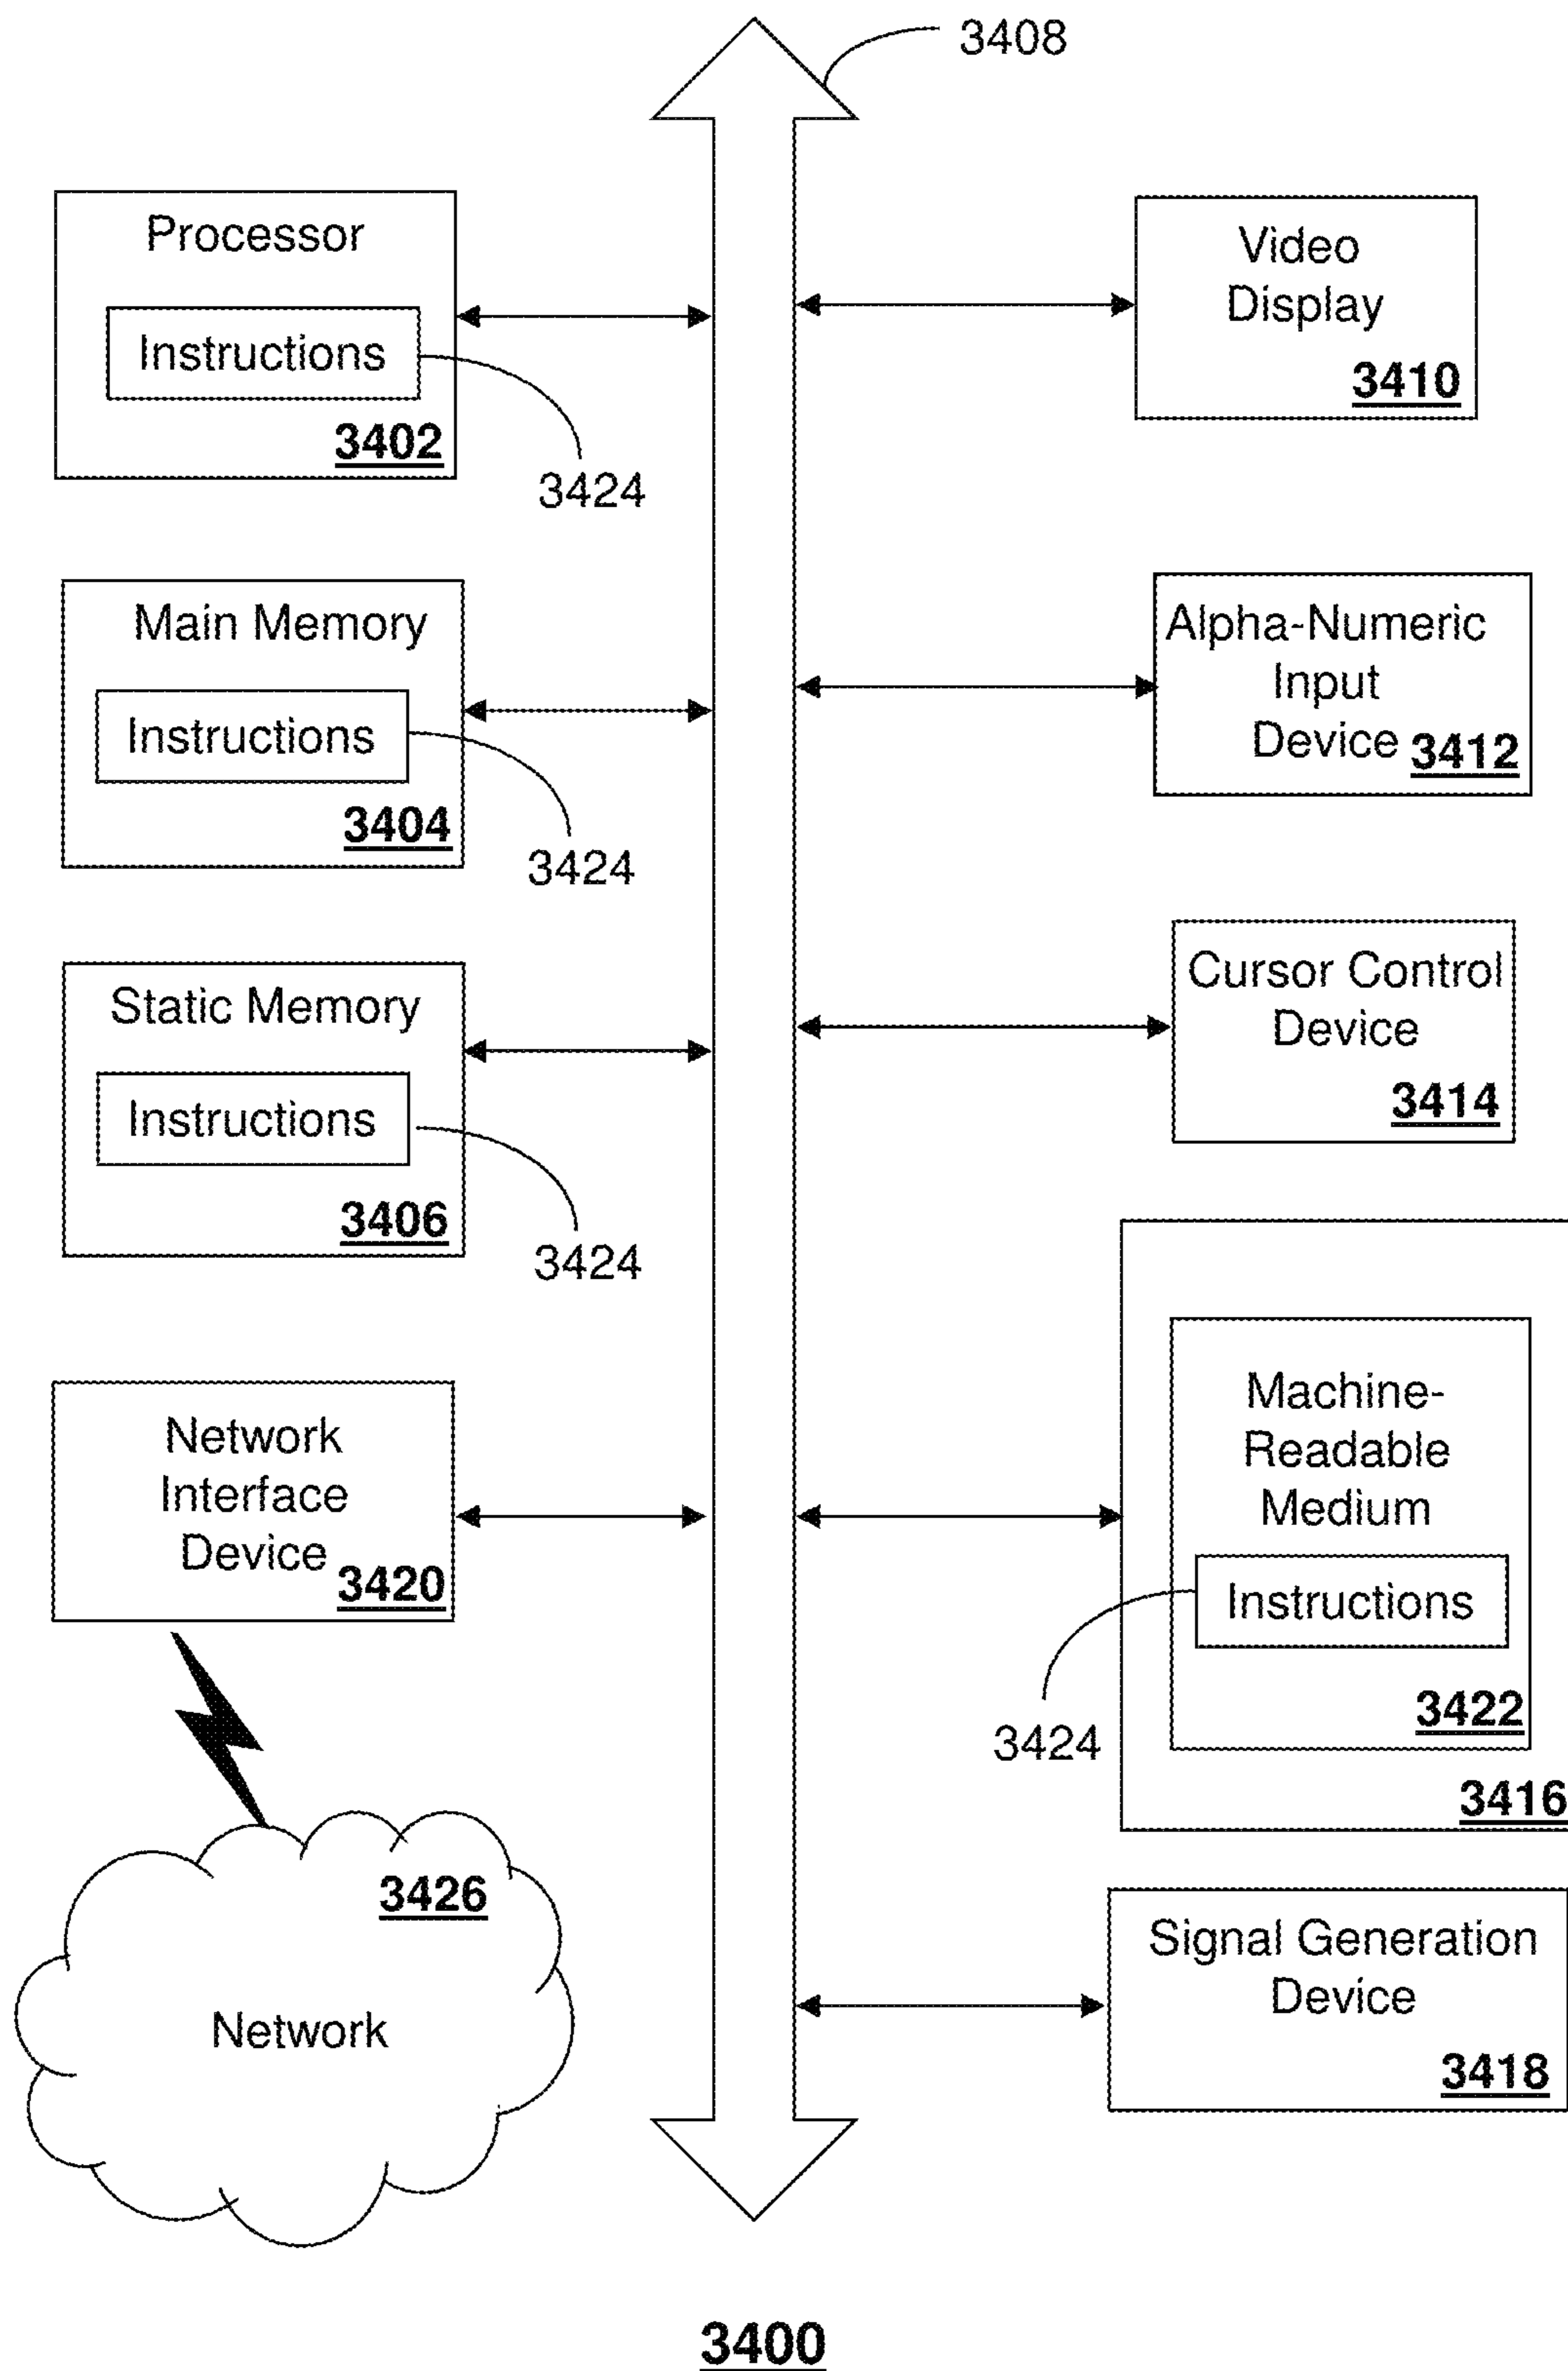 3408
Processor
Instructions
3402
3424
Main Memory
Instructions
3404
3424
Static Memory
Instructions
3406
3424
Network
Interface
Device
3420
3426
Network
Video
Display
3410
Alpha-Numeric
Input
Device
3412
Cursor Control
Device
3414
Machine-
Readable
Medium
Instructions
3424
3422
3416
Signal Generation
Device
3418
3400